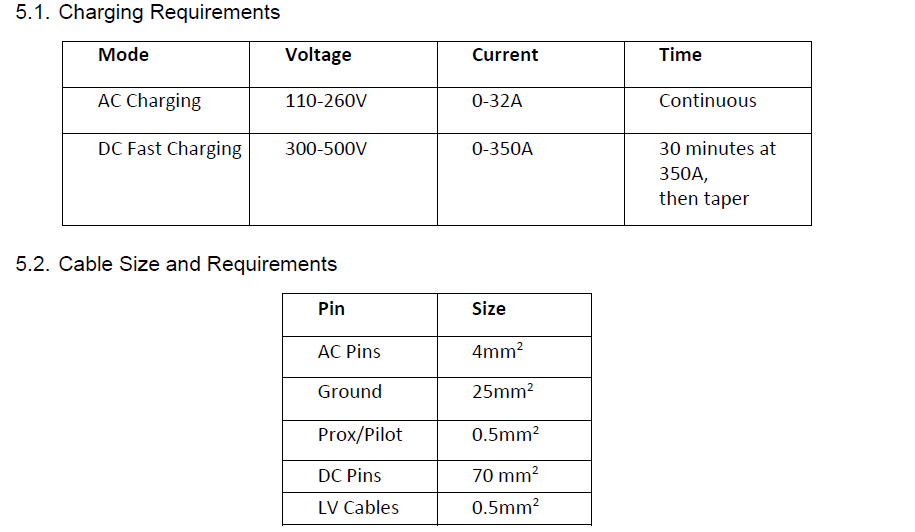 5.1. Charging Requirements
Mode Voltage Current Time
AC Charging 110-260V 0-32A Continuous
DC Fast Charging 300-500V 0-350A 30 minutes at
350A,
then taper
5.2. Cable Size and Requirements
Pin Size
AC Pins 4mm²
Ground 25mm²
Prox/Pilot 0.5mm²
DC Pins 70 mm²
LV Cables 0.5mm²